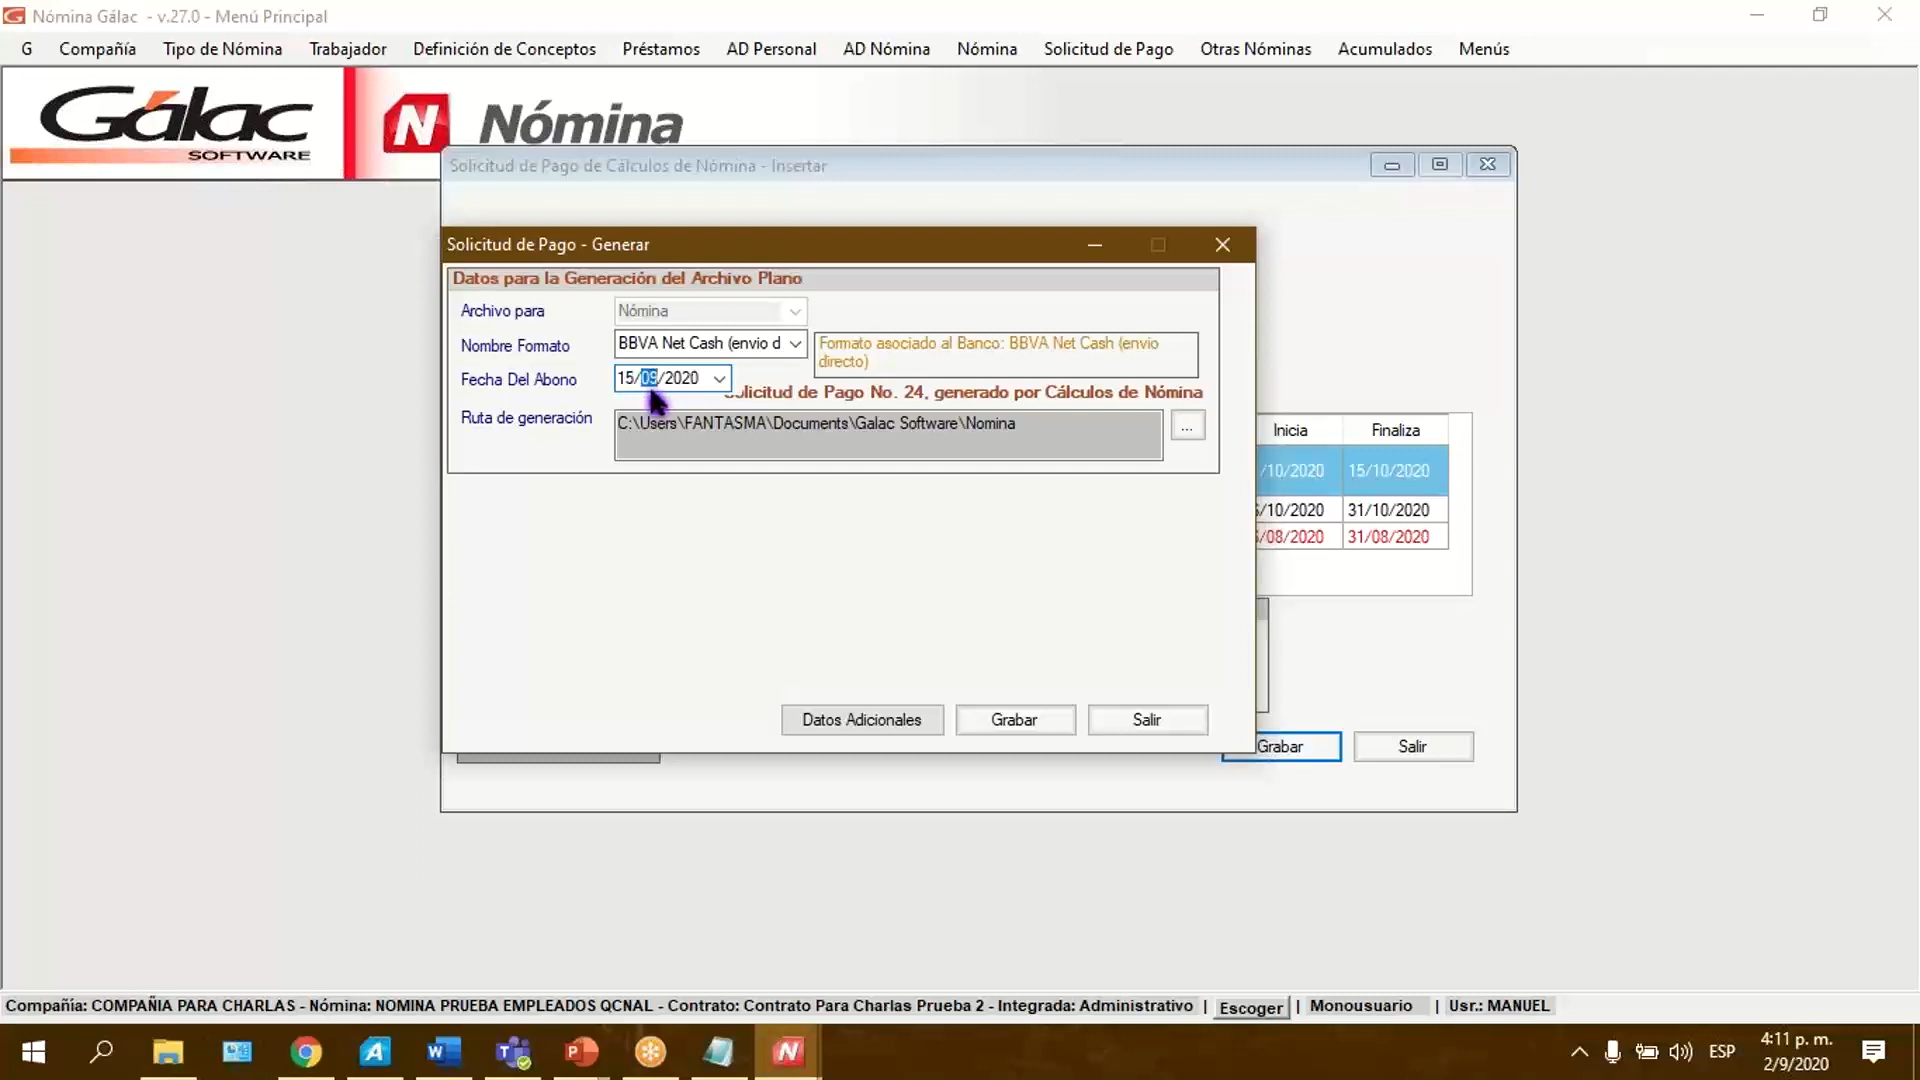 Nómina Gálac - v.27.0 - Menú Principal
G Compañía Tipo de Nómina Trabajador Definición de Conceptos Préstamos AD Personal AD Nómina Nómina Solicitud de Pago Otras Nóminas Acumulados Menús
Gálac
SOFTWARE
N Nómina
Solicitud de Pago de Cálculos de Nómina - Insertar
Solicitud de Pago - Generar
Datos para la Generación del Archivo Plano
Archivo para Nómina
Nombre Formato BBVA Net Cash (envio d
Formato asociado al Banco: BBVA Net Cash (envio
directo)
Fecha Del Abono 15/09/2020
olicitud de Pago No. 24, generado por Cálculos de Nómina
Ruta de generación C:\Users\FANTASMA\Documents\Galac Software\Nomina ...
Inicia Finaliza
/10/2020 15/10/2020
/10/2020 31/10/2020
/08/2020 31/08/2020
Datos Adicionales Grabar Salir
Grabar Salir
Compañía: COMPAÑIA PARA CHARLAS - Nómina: NOMINA PRUEBA EMPLEADOS QCNAL - Contrato: Contrato Para Charlas Prueba 2 - Integrada: Administrativo | Escoger | Monousuario | Usr.: MANUEL
ESP
4:11 p. m.
2/9/2020